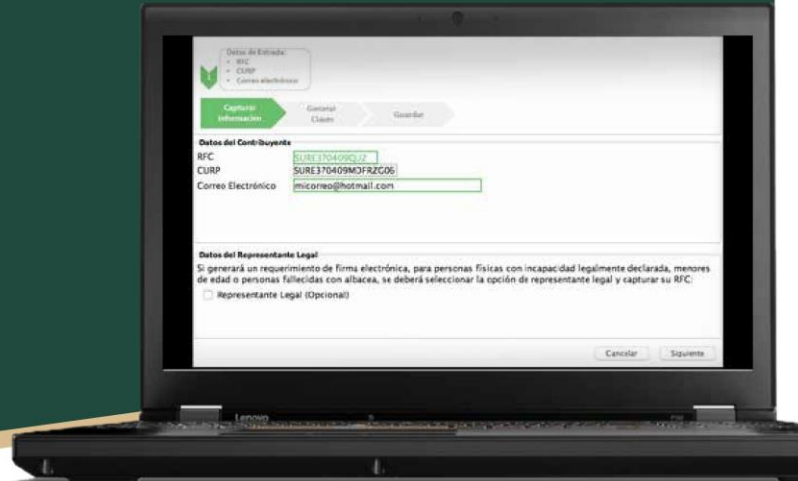 Datos de Entrada:
• RFC
• CURP
• Correo electrónico
1
Capturar
Información
Generar
Claves
Guardar
Datos del Contribuyente
RFC
CURP
SURE370409MDFRZG06
Correo Electrónico
micorreo@hotmail.com
Datos del Representante Legal
Si generará un requerimiento de firma electrónica, para personas físicas con incapacidad legalmente declarada, menores
de edad o personas fallecidas con albacea, se deberá seleccionar la opción de representante legal y capturar su RFC:
Representante Legal (Opcional)
Cancelar Siguiente
Lenovo